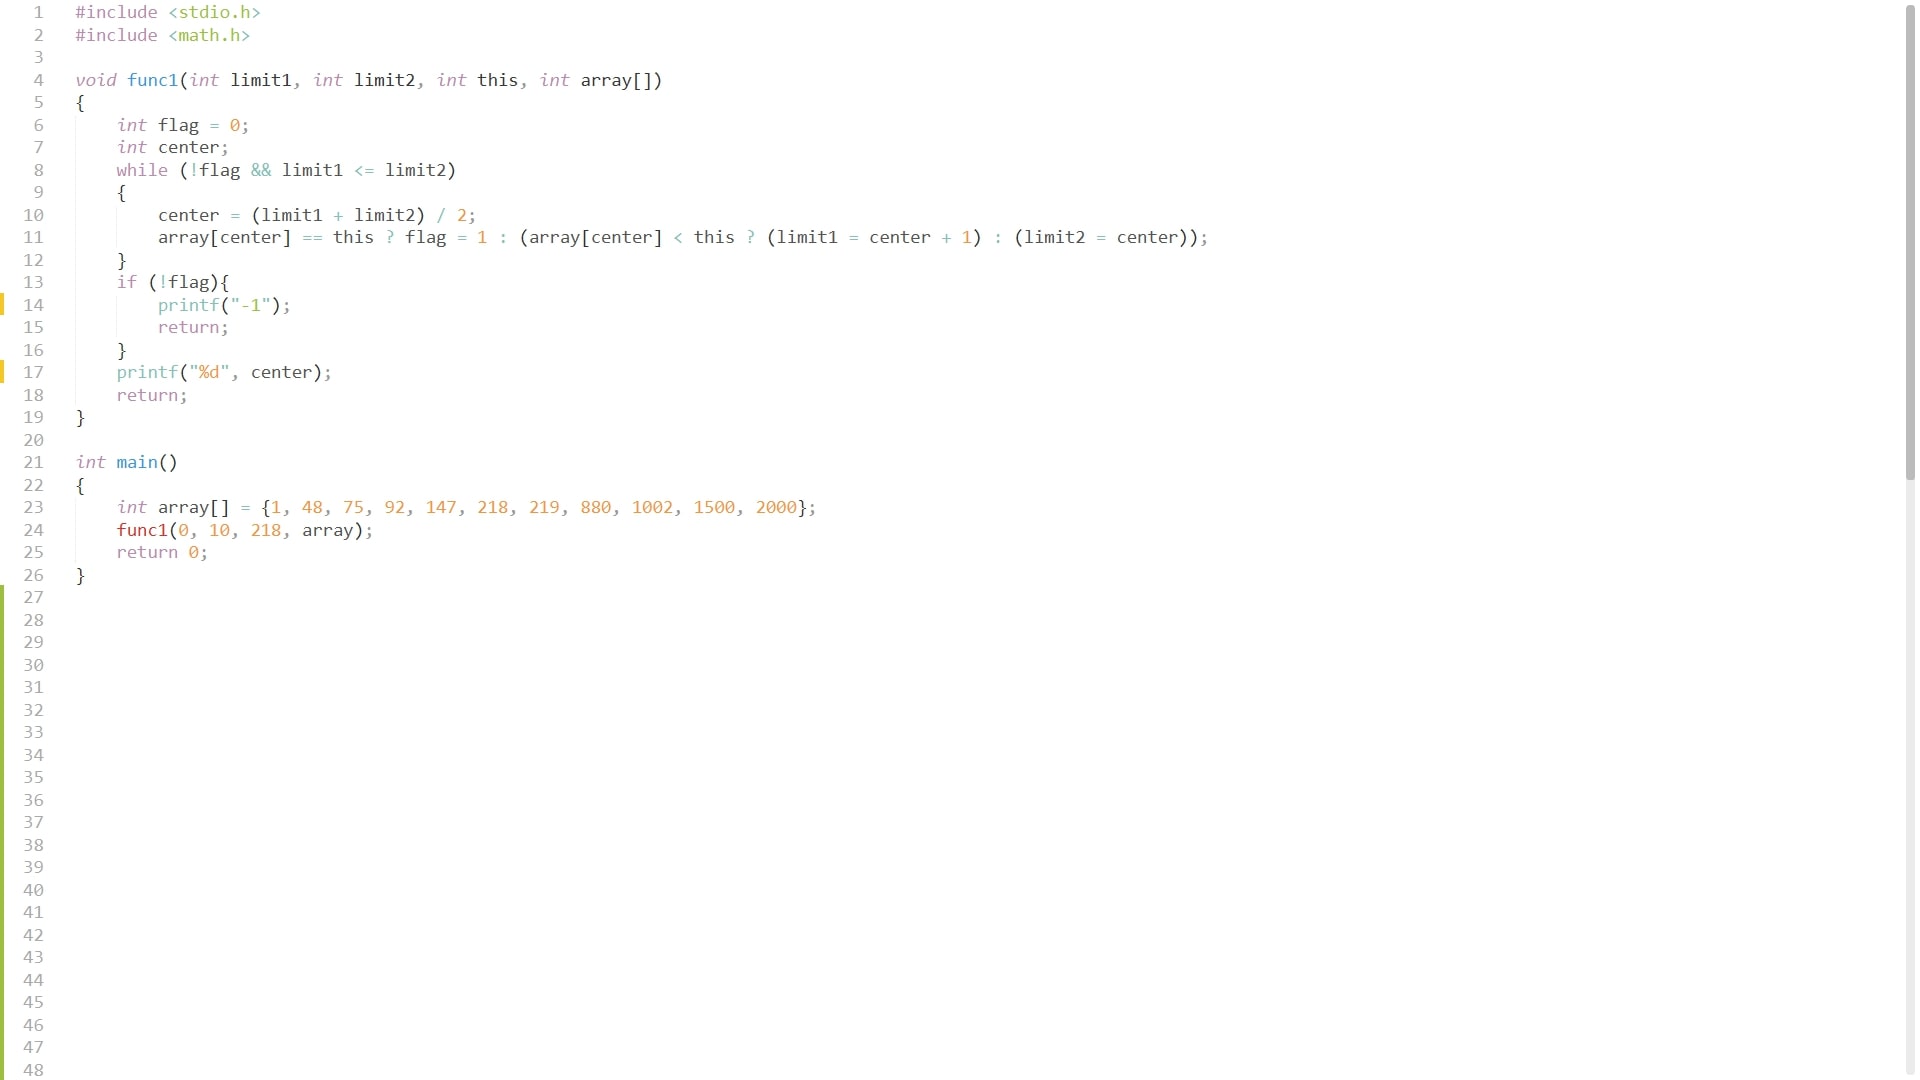 1 #include <stdio.h>
2 #include <math.h>
3
4 void func1(int limit1, int limit2, int this, int array[])
5 {
6     int flag = 0;
7     int center;
8     while (!flag && limit1 <= limit2)
9     {
10         center = (limit1 + limit2) / 2;
11         array[center] == this ? flag = 1 : (array[center] < this ? (limit1 = center + 1) : (limit2 = center));
12     }
13     if (!flag){
14         printf("-1");
15         return;
16     }
17     printf("%d", center);
18     return;
19 }
20
21 int main()
22 {
23     int array[] = {1, 48, 75, 92, 147, 218, 219, 880, 1002, 1500, 2000};
24     func1(0, 10, 218, array);
25     return 0;
26 }
27
28
29
30
31
32
33
34
35
36
37
38
39
40
41
42
43
44
45
46
47
48